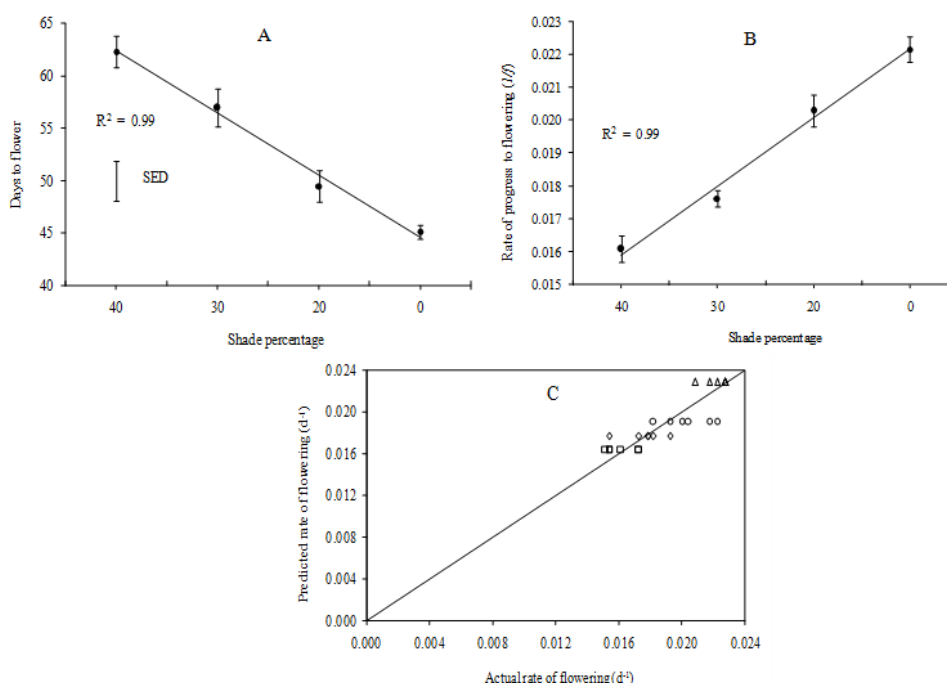 A
65
60
55
50
45
40
Days to flower
R² = 0.99
SED
40 30 20 0
Shade percentage
B
0.023
0.022
0.021
0.020
0.019
0.018
0.017
0.016
0.015
Rate of progress to flowering (1/f)
R² = 0.99
40 30 20 0
Shade percentage
C
0.024
0.020
0.016
0.012
0.008
0.004
0.000
Predicted rate of flowering (d⁻¹)
0.000 0.004 0.008 0.012 0.016 0.020 0.024
Actual rate of flowering (d⁻¹)